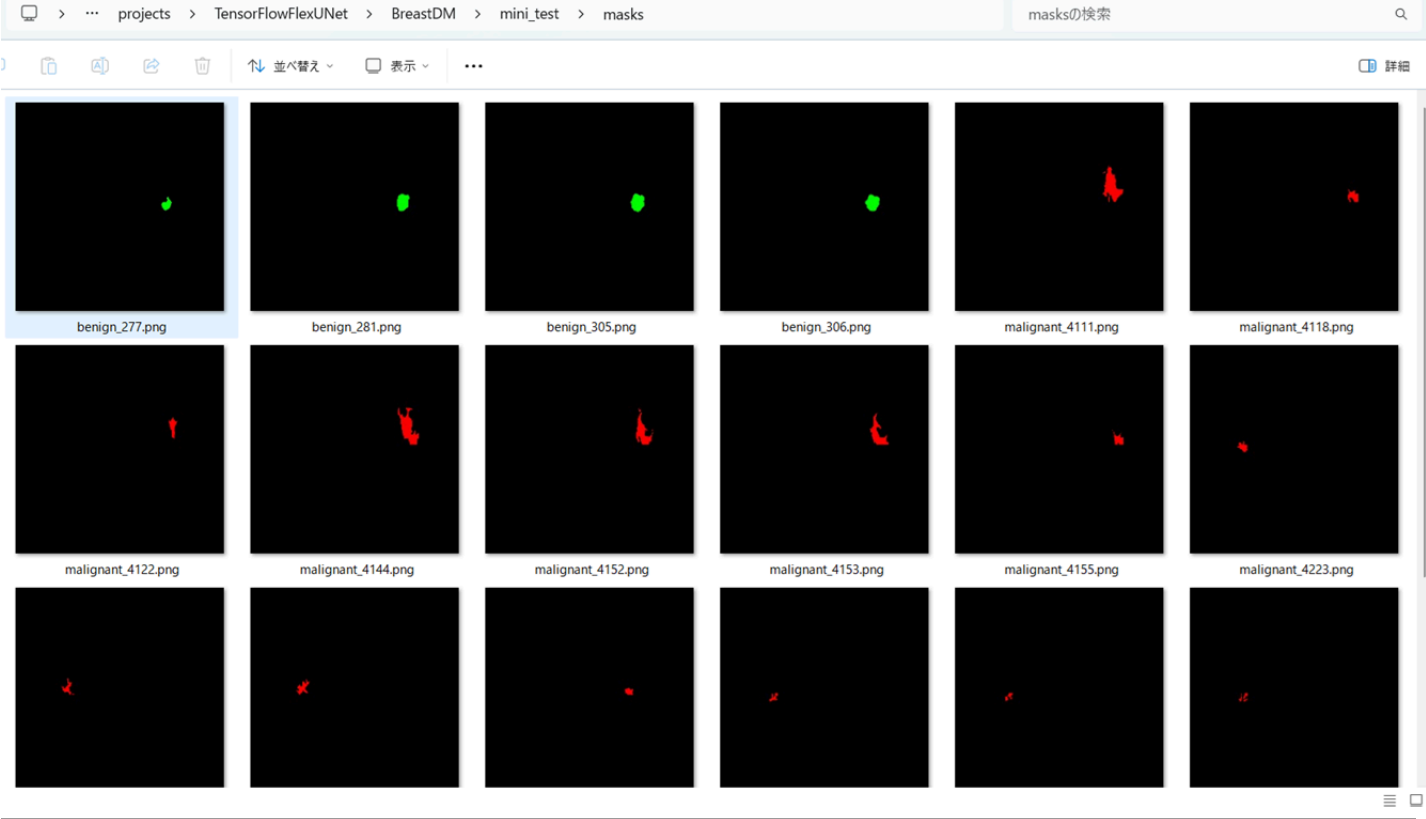 … projects > TensorFlowFlexUNet > BreastDM > mini_test > masks masksの検索
並べ替え 表示 … 詳細
benign_277.png benign_281.png benign_305.png benign_306.png malignant_4111.png malignant_4118.png
malignant_4122.png malignant_4144.png malignant_4152.png malignant_4153.png malignant_4155.png malignant_4223.png